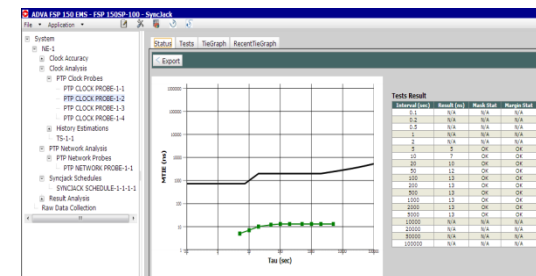 ADVA FSP 150 EMS - FSP 150SP-100 - SyncJack
File Application
System
NE-1
Clock Accuracy
Clock Analysis
PTP Clock Probes
PTP CLOCK PROBE-1-1
PTP CLOCK PROBE-1-2
PTP CLOCK PROBE-1-3
PTP CLOCK PROBE-1-4
History Estimations
TS-1-1
PTP Network Analysis
PTP Network Probes
PTP NETWORK PROBE-1-1
Syncjack Schedules
SYNCJACK SCHEDULE-1-1-1-1
Result Analysis
Raw Data Collection
Status Tests TieGraph RecentTieGraph
Export
MTIE (ns)
Tau (sec)
Tests Result
Interval (sec) Result (ns) Mask Stat Margin Stat
0.1 N/A N/A N/A
0.2 N/A N/A N/A
0.5 N/A N/A N/A
1 N/A N/A N/A
2 N/A N/A N/A
5 5 OK OK
10 7 OK OK
20 10 OK OK
50 12 OK OK
100 13 OK OK
200 13 OK OK
500 13 OK OK
1000 13 OK OK
2000 13 OK OK
5000 13 OK OK
10000 N/A N/A N/A
20000 N/A N/A N/A
50000 N/A N/A N/A
100000 N/A N/A N/A